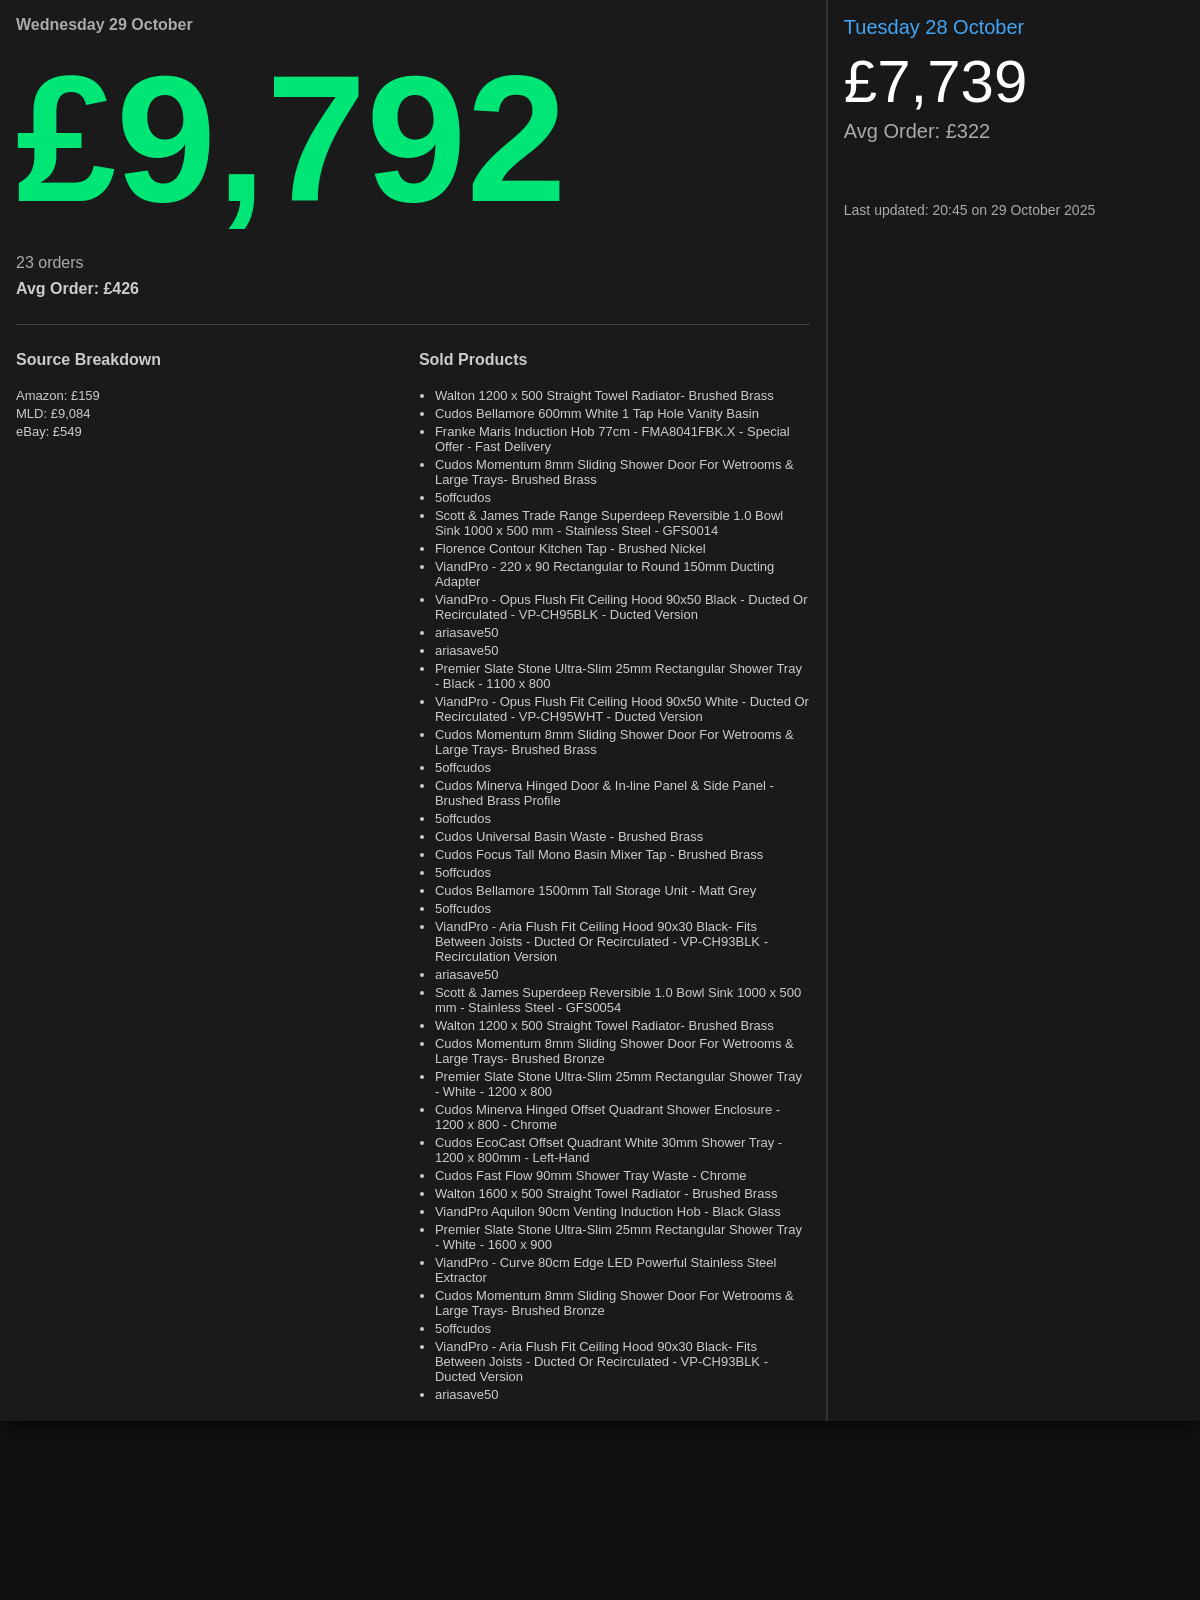 Wednesday 29 October
£9,792
23 orders
Avg Order: £426
Source Breakdown
Amazon: £159
MLD: £9,084
eBay: £549
Sold Products
• Walton 1200 x 500 Straight Towel Radiator- Brushed Brass
• Cudos Bellamore 600mm White 1 Tap Hole Vanity Basin
• Franke Maris Induction Hob 77cm - FMA8041FBK.X - Special
Offer - Fast Delivery
• Cudos Momentum 8mm Sliding Shower Door For Wetrooms &
Large Trays- Brushed Brass
• 5offcudos
• Scott & James Trade Range Superdeep Reversible 1.0 Bowl
Sink 1000 x 500 mm - Stainless Steel - GFS0014
• Florence Contour Kitchen Tap - Brushed Nickel
• ViandPro - 220 x 90 Rectangular to Round 150mm Ducting
Adapter
• ViandPro - Opus Flush Fit Ceiling Hood 90x50 Black - Ducted Or
Recirculated - VP-CH95BLK - Ducted Version
• ariasave50
• ariasave50
• Premier Slate Stone Ultra-Slim 25mm Rectangular Shower Tray
- Black - 1100 x 800
• ViandPro - Opus Flush Fit Ceiling Hood 90x50 White - Ducted Or
Recirculated - VP-CH95WHT - Ducted Version
• Cudos Momentum 8mm Sliding Shower Door For Wetrooms &
Large Trays- Brushed Brass
• 5offcudos
• Cudos Minerva Hinged Door & In-line Panel & Side Panel -
Brushed Brass Profile
• 5offcudos
• Cudos Universal Basin Waste - Brushed Brass
• Cudos Focus Tall Mono Basin Mixer Tap - Brushed Brass
• 5offcudos
• Cudos Bellamore 1500mm Tall Storage Unit - Matt Grey
• 5offcudos
• ViandPro - Aria Flush Fit Ceiling Hood 90x30 Black- Fits
Between Joists - Ducted Or Recirculated - VP-CH93BLK -
Recirculation Version
• ariasave50
• Scott & James Superdeep Reversible 1.0 Bowl Sink 1000 x 500
mm - Stainless Steel - GFS0054
• Walton 1200 x 500 Straight Towel Radiator- Brushed Brass
• Cudos Momentum 8mm Sliding Shower Door For Wetrooms &
Large Trays- Brushed Bronze
• Premier Slate Stone Ultra-Slim 25mm Rectangular Shower Tray
- White - 1200 x 800
• Cudos Minerva Hinged Offset Quadrant Shower Enclosure -
1200 x 800 - Chrome
• Cudos EcoCast Offset Quadrant White 30mm Shower Tray -
1200 x 800mm - Left-Hand
• Cudos Fast Flow 90mm Shower Tray Waste - Chrome
• Walton 1600 x 500 Straight Towel Radiator - Brushed Brass
• ViandPro Aquilon 90cm Venting Induction Hob - Black Glass
• Premier Slate Stone Ultra-Slim 25mm Rectangular Shower Tray
- White - 1600 x 900
• ViandPro - Curve 80cm Edge LED Powerful Stainless Steel
Extractor
• Cudos Momentum 8mm Sliding Shower Door For Wetrooms &
Large Trays- Brushed Bronze
• 5offcudos
• ViandPro - Aria Flush Fit Ceiling Hood 90x30 Black- Fits
Between Joists - Ducted Or Recirculated - VP-CH93BLK -
Ducted Version
• ariasave50
Tuesday 28 October
£7,739
Avg Order: £322
Last updated: 20:45 on 29 October 2025